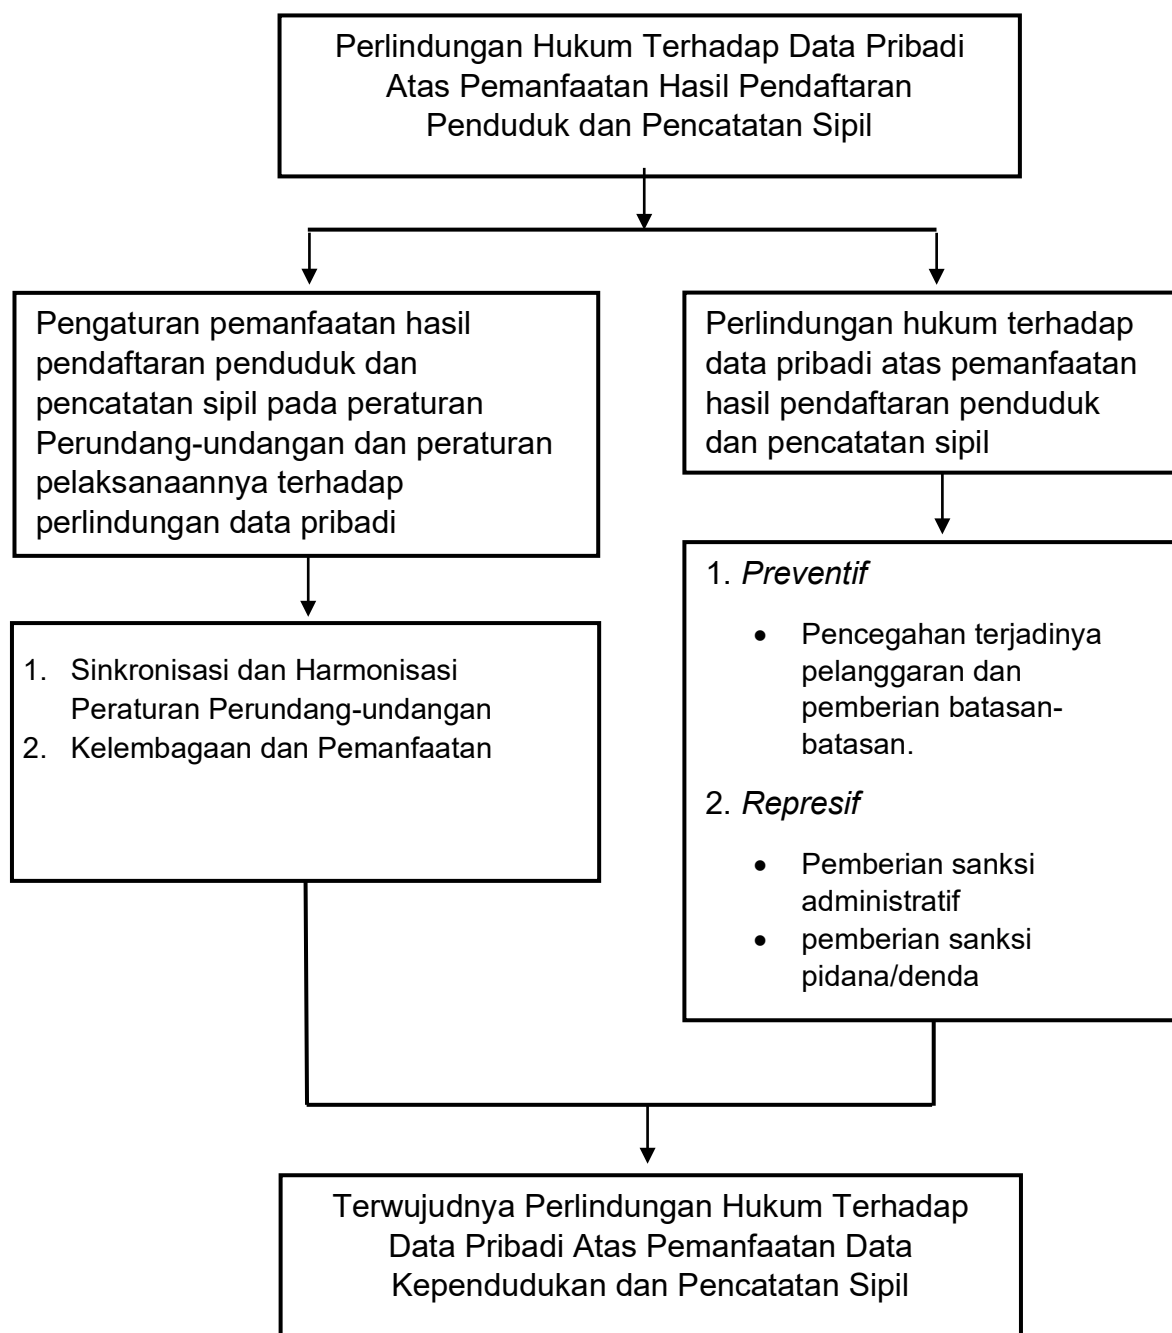 Perlindungan Hukum Terhadap Data Pribadi
Atas Pemanfaatan Hasil Pendaftaran
Penduduk dan Pencatatan Sipil
Pengaturan pemanfaatan hasil
pendaftaran penduduk dan
pencatatan sipil pada peraturan
Perundang-undangan dan peraturan
pelaksanaannya terhadap
perlindungan data pribadi
Perlindungan hukum terhadap
data pribadi atas pemanfaatan
hasil pendaftaran penduduk
dan pencatatan sipil
1. Sinkronisasi dan Harmonisasi
Peraturan Perundang-undangan
2. Kelembagaan dan Pemanfaatan
1. Preventif
• Pencegahan terjadinya
pelanggaran dan
pemberian batasan-
batasan.
2. Represif
• Pemberian sanksi
administratif
• pemberian sanksi
pidana/denda
Terwujudnya Perlindungan Hukum Terhadap
Data Pribadi Atas Pemanfaatan Data
Kependudukan dan Pencatatan Sipil